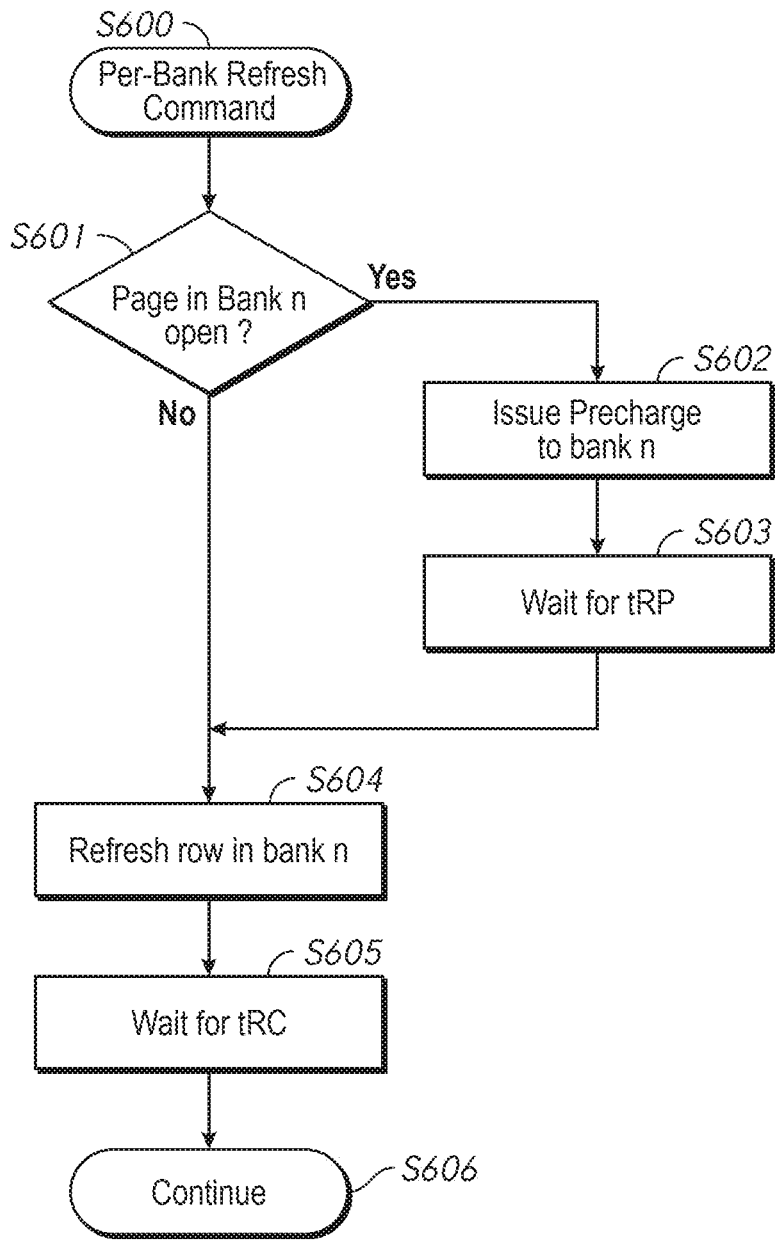 S600
Per-Bank Refresh
Command
S601
Page in Bank n
open ?
Yes
No
S602
Issue Precharge
to bank n
S603
Wait for tRP
S604
Refresh row in bank n
S605
Wait for tRC
S606
Continue